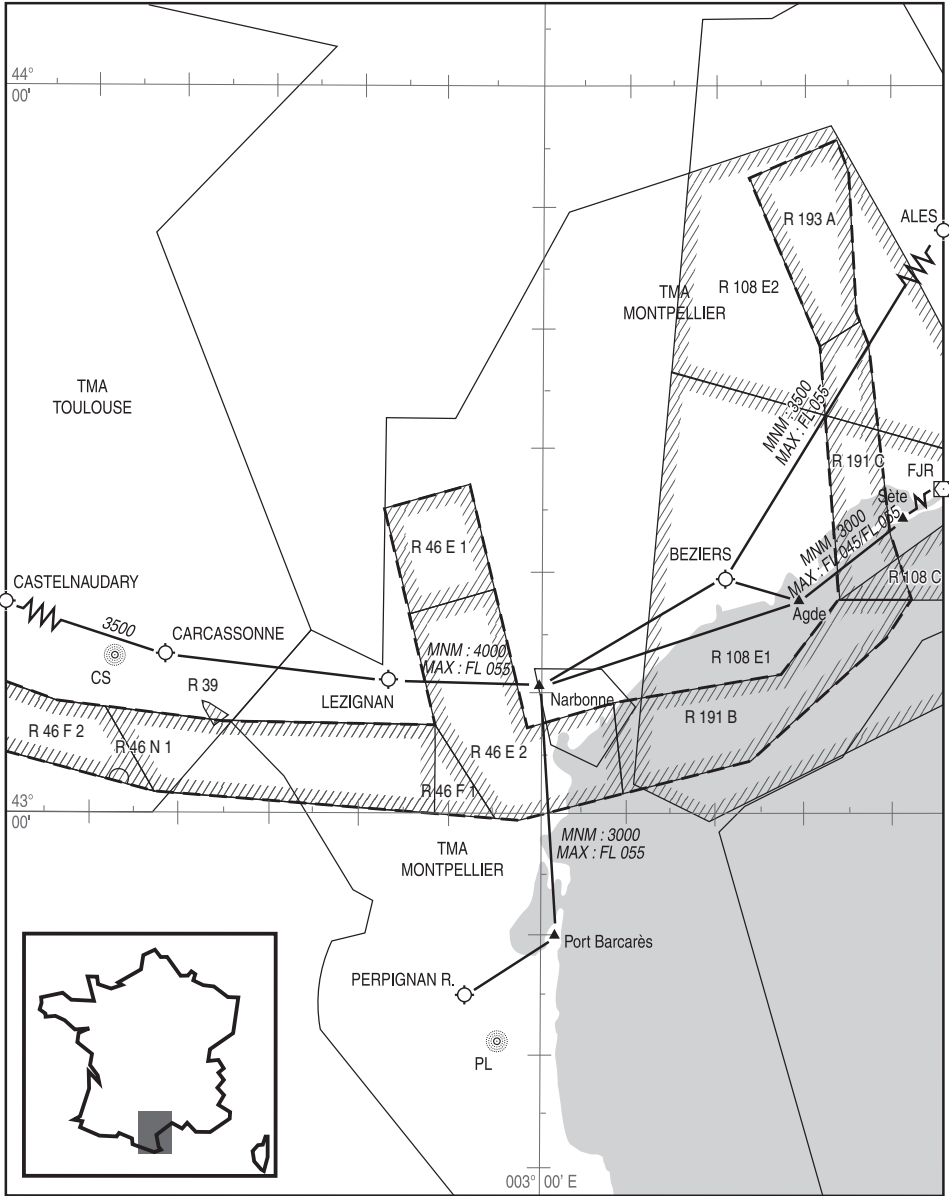 44°
00'
R 193 A
ALES
R 108 E2
TMA
MONTPELLIER
TMA
TOULOUSE
MNM : 3500
MAX : FL 055
R 191 C
FJR
Sète
MNM : 3000
MAX : FL 045/FL 055
R 46 E 1
BEZIERS
R 108 C
CASTELNAUDARY
Agde
3500
CARCASSONNE
MNM : 4000
MAX : FL 055
R 108 E1
CS
R 39
LEZIGNAN
Narbonne
R 191 B
R 46 F 2
R 46 N 1
R 46 E 2
R 46 F 1
43°
00'
MNM : 3000
MAX : FL 055
TMA
MONTPELLIER
Port Barcarès
PERPIGNAN R.
PL
003° 00' E